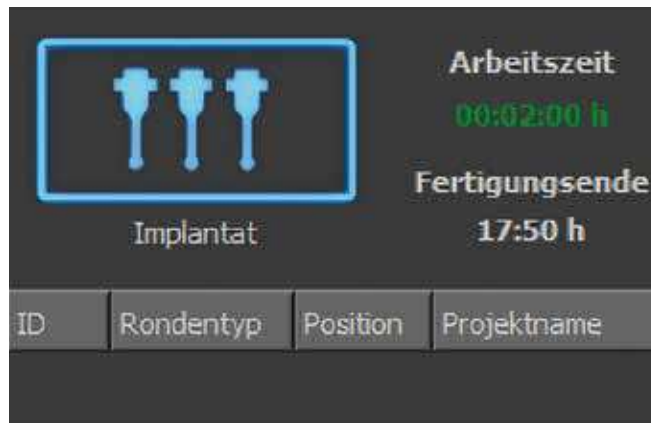 Arbeitszeit
00:02:00 h
Fertigungsende
17:50 h
Implantat
ID Rondentyp Position Projektname